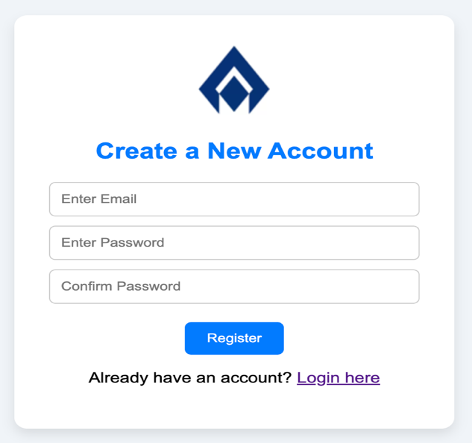 Create a New Account
Enter Email
Enter Password
Confirm Password
Register
Already have an account? Login here